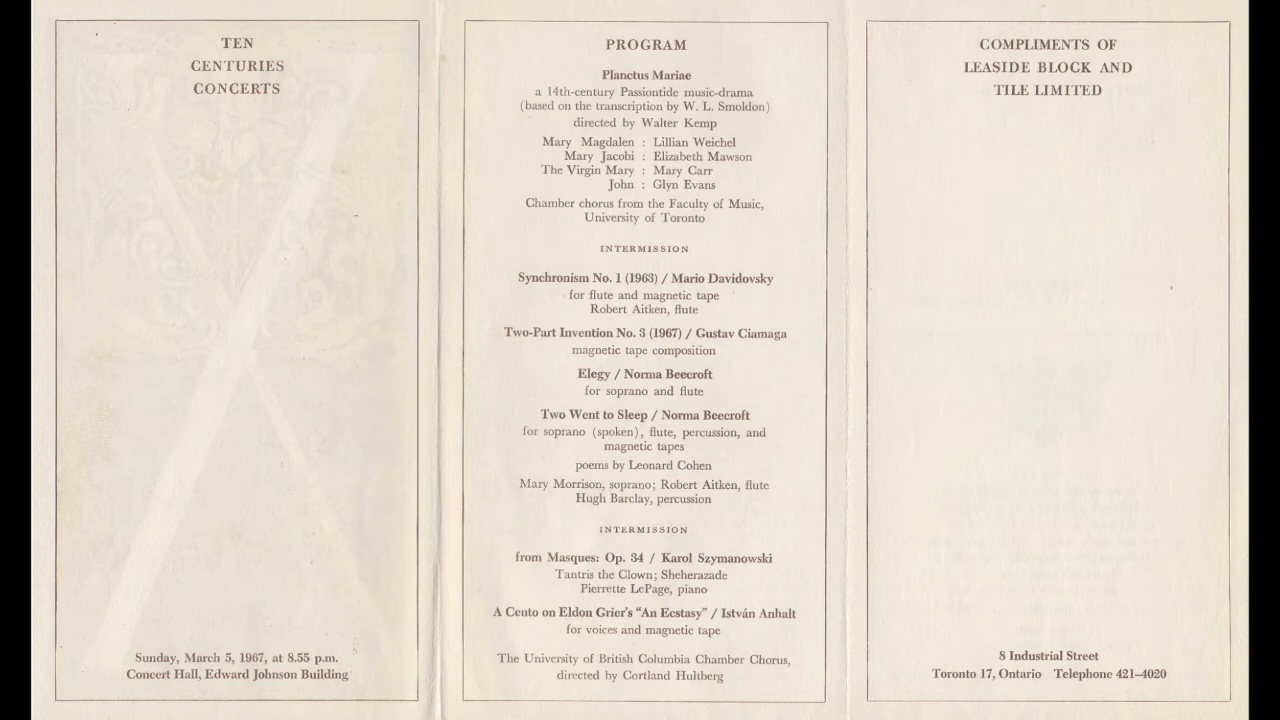 TEN
CENTURIES
CONCERTS
Sunday, March 5, 1967, at 8.55 p.m.
Concert Hall, Edward Johnson Building
PROGRAM
Planctus Mariae
a 14th-century Passiontide music-drama
(based on the transcription by W. L. Smoldon)
directed by Walter Kemp
Mary Magdalen : Lillian Weichel
Mary Jacobi : Elizabeth Mawson
The Virgin Mary : Mary Carr
John : Glyn Evans
Chamber chorus from the Faculty of Music,
University of Toronto
INTERMISSION
Synchronism No. 1 (1963) / Mario Davidovsky
for flute and magnetic tape
Robert Aitken, flute
Two-Part Invention No. 3 (1967) / Gustav Ciamaga
magnetic tape composition
Elegy / Norma Beecroft
for soprano and flute
Two Went to Sleep / Norma Beecroft
for soprano (spoken), flute, percussion, and
magnetic tapes
poems by Leonard Cohen
Mary Morrison, soprano; Robert Aitken, flute
Hugh Barclay, percussion
INTERMISSION
from Masques: Op. 34 / Karol Szymanowski
Tantris the Clown; Sheherazade
Pierrette LePage, piano
A Cento on Eldon Grier's "An Ecstasy" / István Anhalt
for voices and magnetic tape
The University of British Columbia Chamber Chorus,
directed by Cortland Hultberg
COMPLIMENTS OF
LEASIDE BLOCK AND
TILE LIMITED
8 Industrial Street
Toronto 17, Ontario Telephone 421–4020